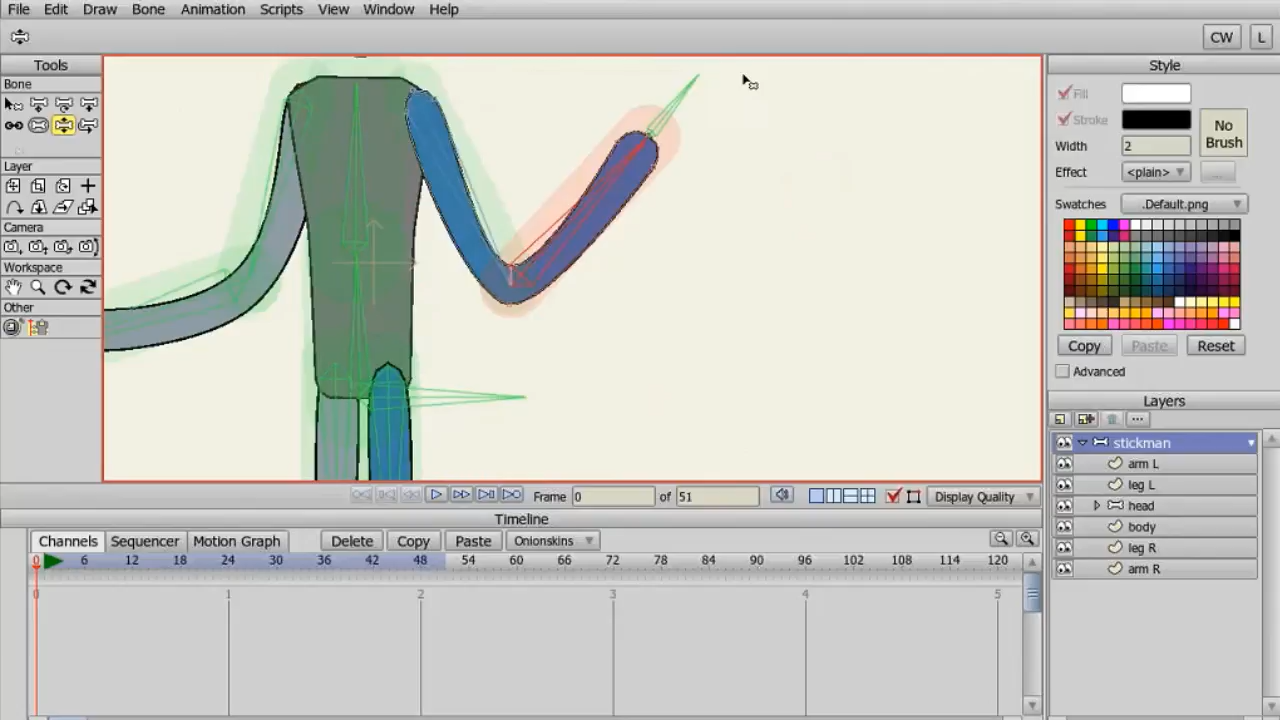 File Edit Draw Bone Animation Scripts View Window Help
CW L
Tools
Bone
Layer
Camera
Workspace
Other
Style
Fill
Stroke
No Brush
Width 2
Effect <plain> ...
Swatches .Default.png
Copy Paste Reset
Advanced
Layers
...
stickman
arm L
leg L
head
body
leg R
arm R
Frame 0 of 51 Display Quality
Timeline
Channels Sequencer Motion Graph Delete Copy Paste Onionskins
0 6 12 18 24 30 36 42 48 54 60 66 72 78 84 90 96 102 108 114 120
0 1 2 3 4 5